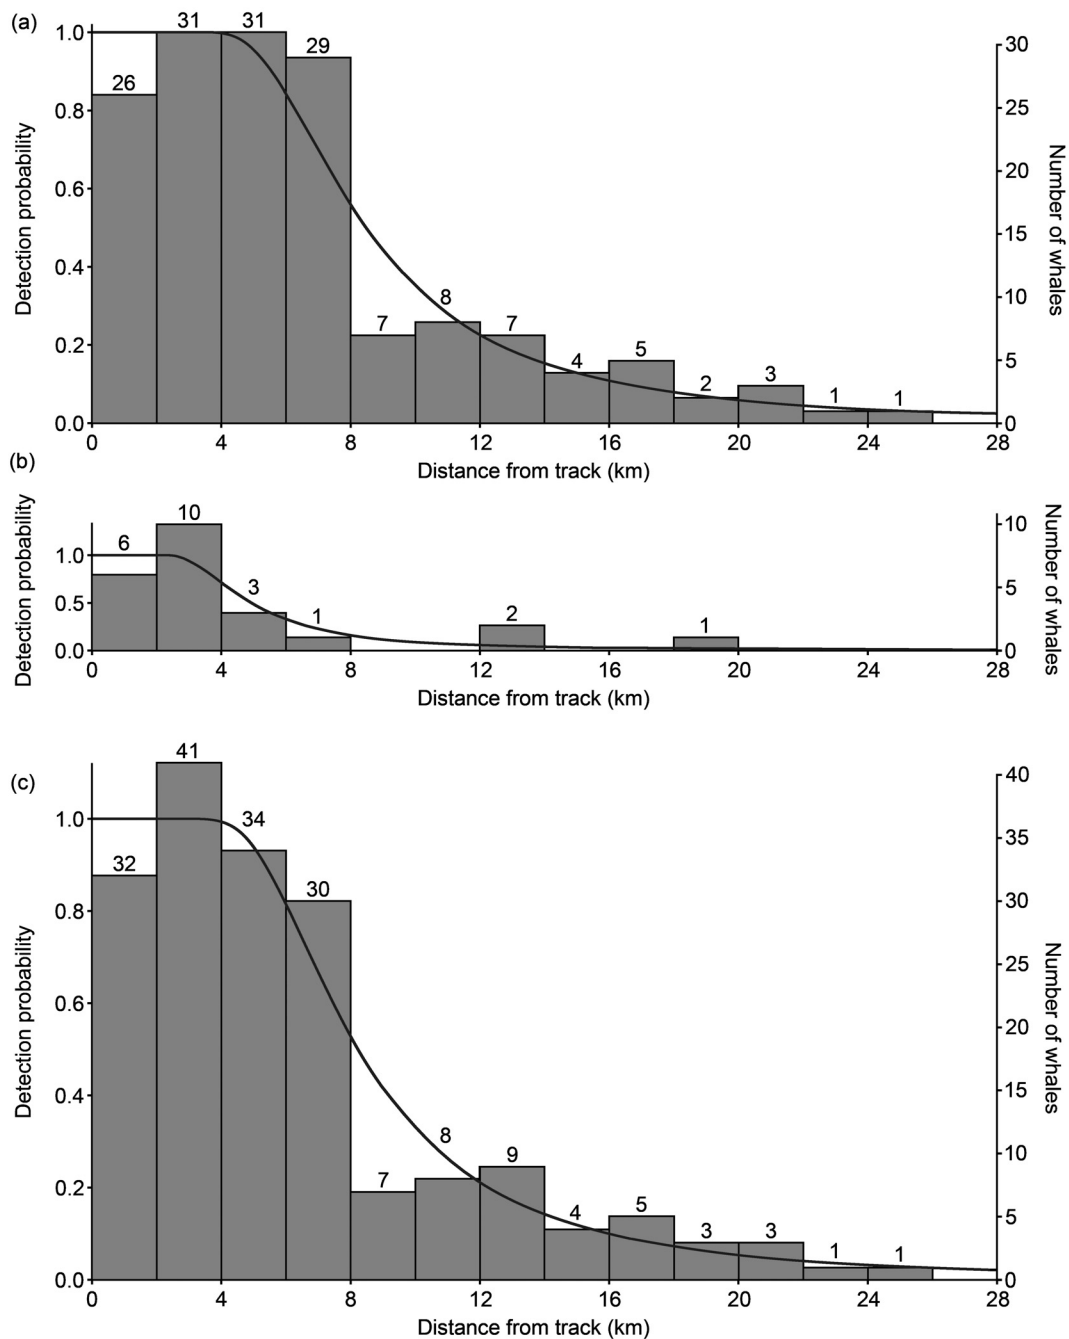 (a)
31 31
29
26
7 8 7 4 5 2 3 1 1
1.0
0.8
0.6
0.4
0.2
0.0
Detection probability
30
25
20
15
10
5
0
Number of whales
0 4 8 12 16 20 24 28
Distance from track (km)
(b)
10
6
3 1 2 1
1.0
0.5
0.0
Detection probability
10
5
0
Number of whales
0 4 8 12 16 20 24 28
Distance from track (km)
(c)
41
34
32 30
7 8 9 4 5 3 3 1 1
1.0
0.8
0.6
0.4
0.2
0.0
Detection probability
40
35
30
25
20
15
10
5
0
Number of whales
0 4 8 12 16 20 24 28
Distance from track (km)